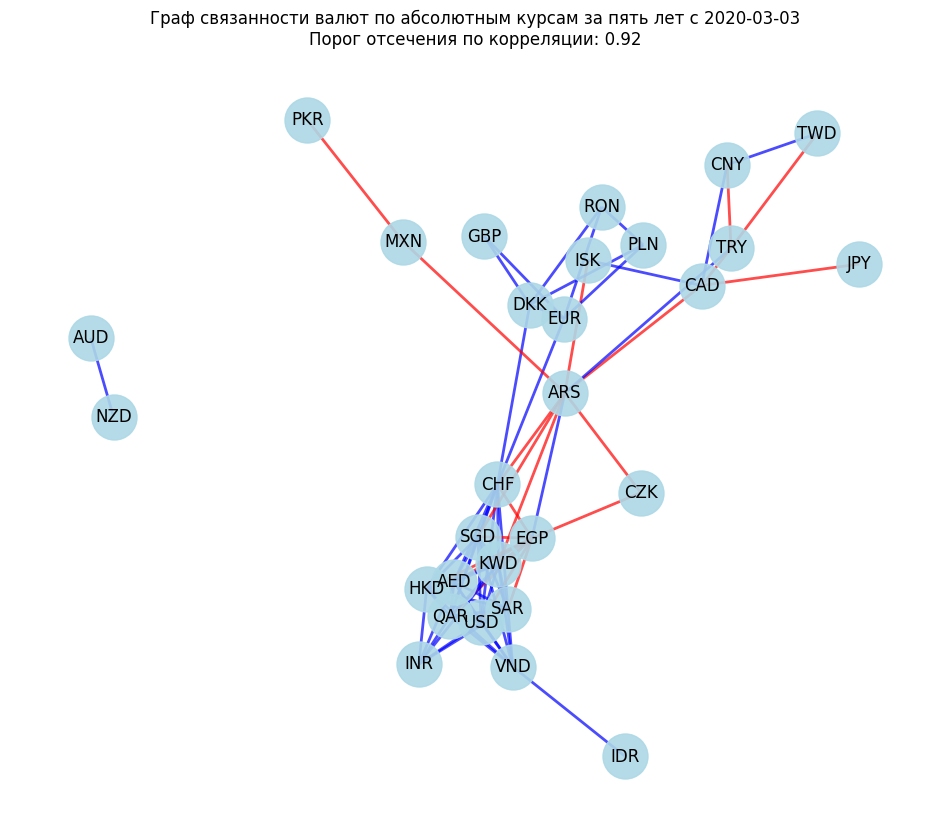 Граф связанности валют по абсолютным курсам за пять лет с 2020-03-03
Порог отсечения по корреляции: 0.92
PKR
TWD
CNY
RON
MXN
GBP
PLN
TRY
ISK
JPY
CAD
DKK
EUR
AUD
ARS
NZD
CHF
CZK
SGD
EGP
KWD
AED
HKD
SAR
QAR
USD
INR
VND
IDR